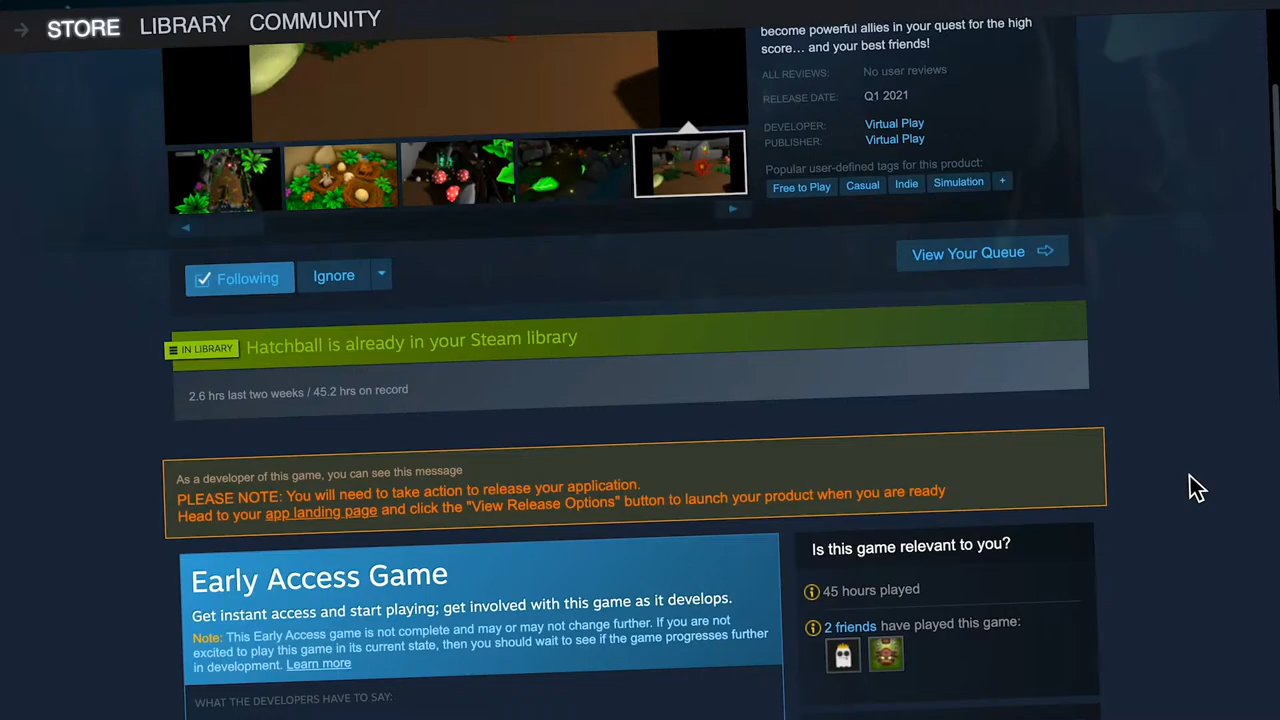 STORE LIBRARY COMMUNITY
become powerful allies in your quest for the high
score… and your best friends!
ALL REVIEWS: No user reviews
RELEASE DATE: Q1 2021
DEVELOPER: Virtual Play
PUBLISHER: Virtual Play
Popular user-defined tags for this product:
Free to Play Casual Indie Simulation +
View Your Queue
Following Ignore
IN LIBRARY Hatchball is already in your Steam library
2.6 hrs last two weeks / 45.2 hrs on record
As a developer of this game, you can see this message
PLEASE NOTE: You will need to take action to release your application.
Head to your app landing page and click the "View Release Options" button to launch your product when you are ready
Early Access Game
Get instant access and start playing; get involved with this game as it develops.
Note: This Early Access game is not complete and may or may not change further. If you are not
excited to play this game in its current state, then you should wait to see if the game progresses further
in development. Learn more
WHAT THE DEVELOPERS HAVE TO SAY:
Is this game relevant to you?
45 hours played
2 friends have played this game: